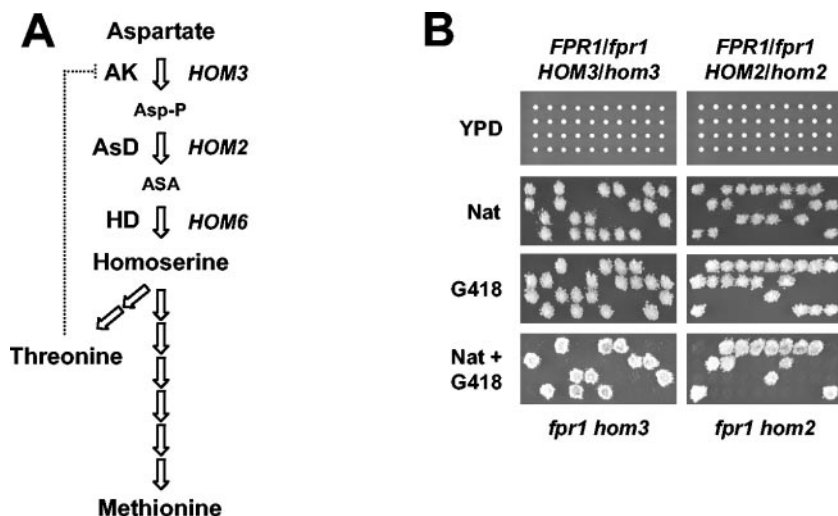 A
Aspartate
AK HOM3
Asp-P
AsD HOM2
ASA
HD HOM6
Homoserine
Threonine
Methionine
B
FPR1/fpr1 FPR1/fpr1
HOM3/hom3 HOM2/hom2
YPD
Nat
G418
Nat +
G418
fpr1 hom3 fpr1 hom2